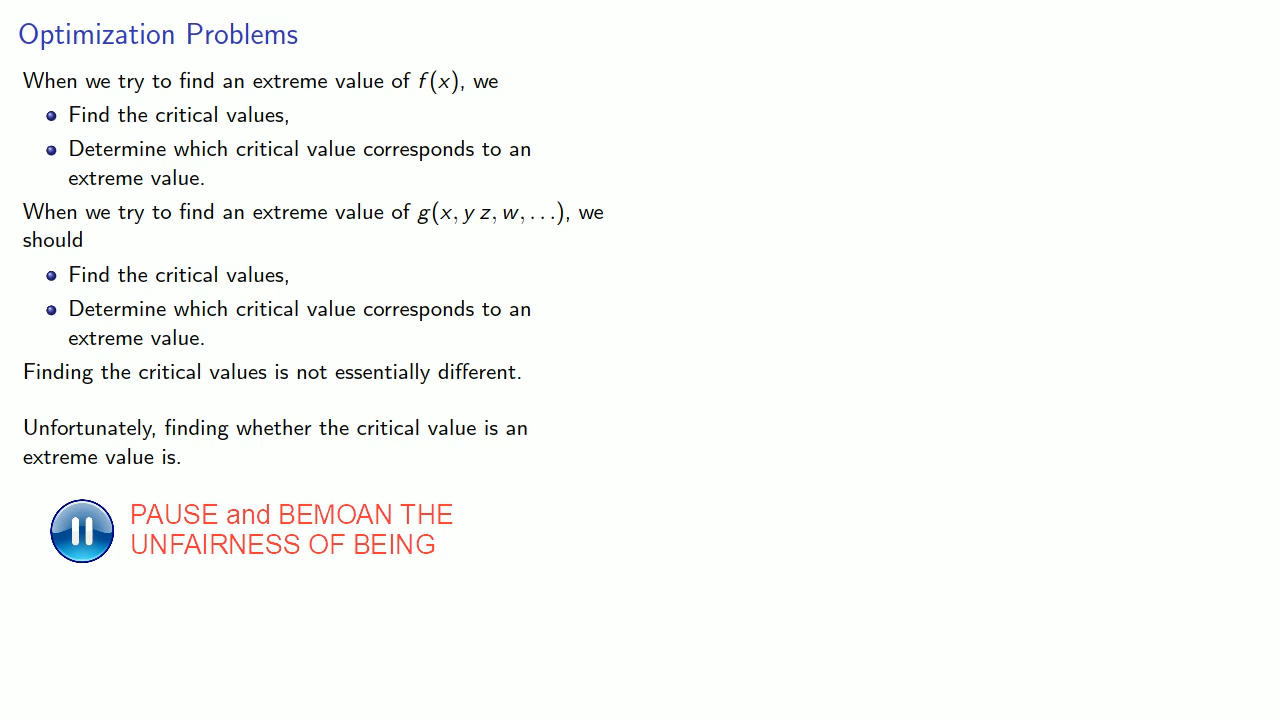 Optimization Problems
When we try to find an extreme value of f(x), we
Find the critical values,
Determine which critical value corresponds to an
extreme value.
When we try to find an extreme value of g(x, y z, w, ...), we
should
Find the critical values,
Determine which critical value corresponds to an
extreme value.
Finding the critical values is not essentially different.
Unfortunately, finding whether the critical value is an
extreme value is.
PAUSE and BEMOAN THE
UNFAIRNESS OF BEING